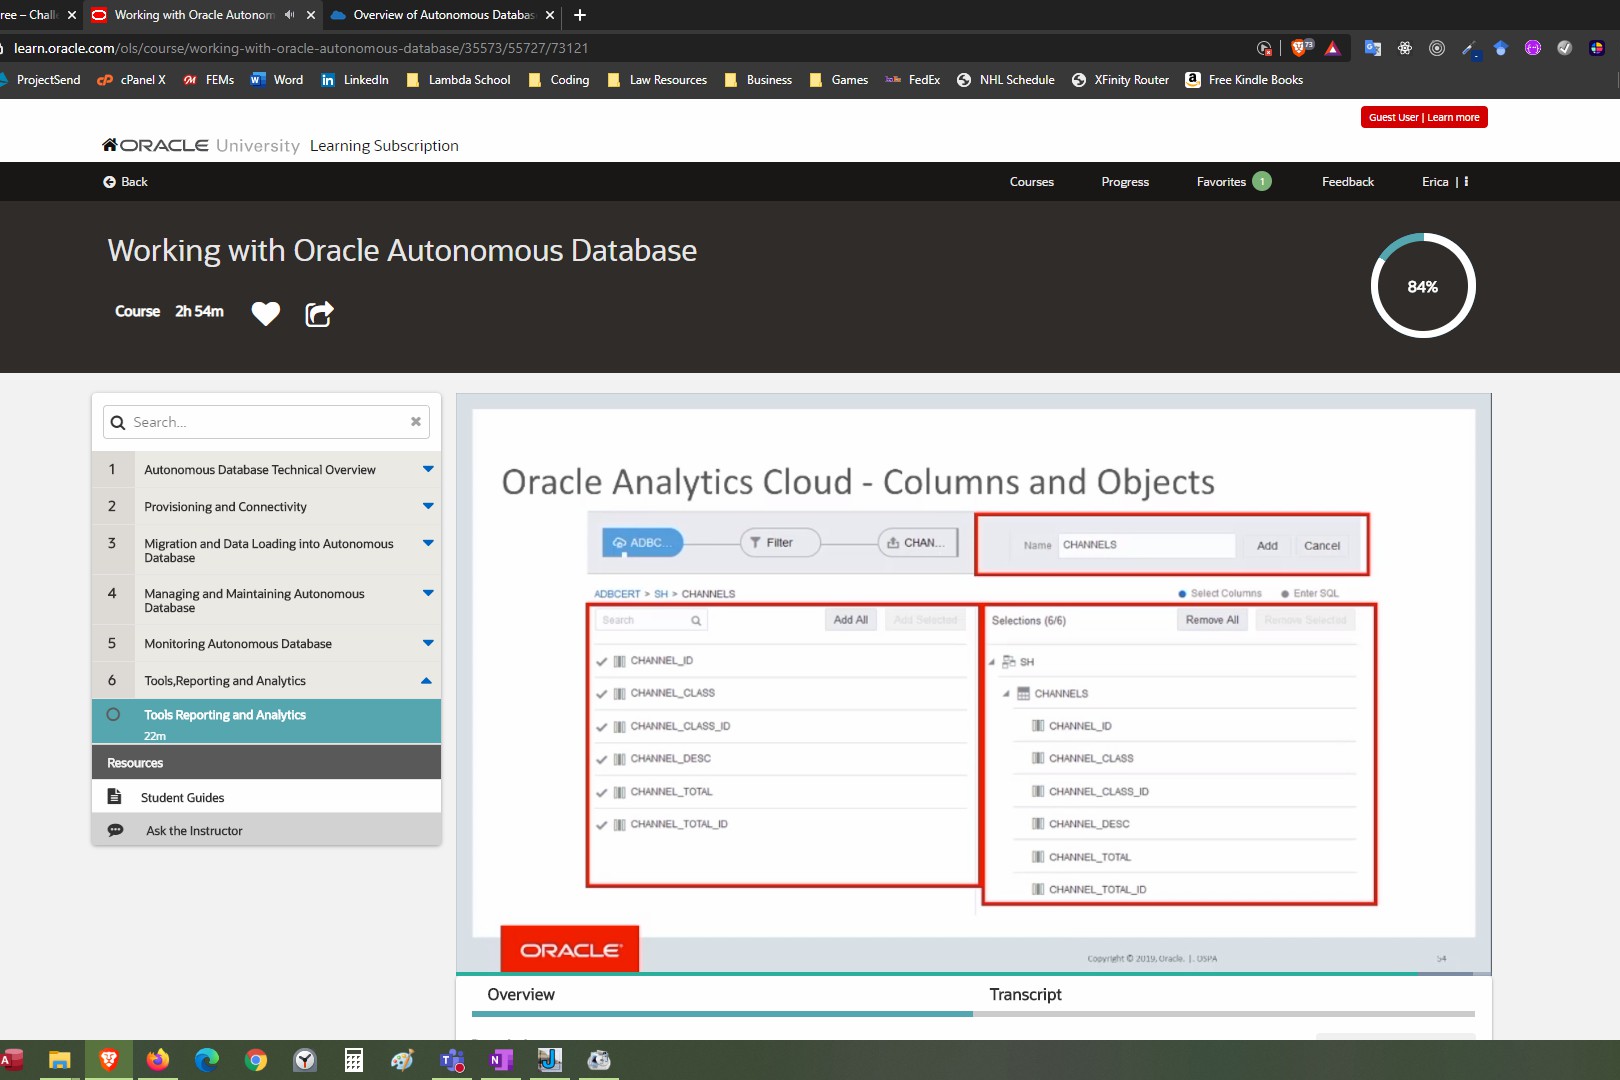 ree – Chall
Working with Oracle Autonom
Overview of Autonomous Databas
learn.oracle.com/ols/course/working-with-oracle-autonomous-database/35573/55727/73121
73
ProjectSend
cPanel X
FEMs
Word
LinkedIn
Lambda School
Coding
Law Resources
Business
Games
FedEx
NHL Schedule
XFinity Router
Free Kindle Books
Guest User | Learn more
ORACLE University Learning Subscription
Back
Courses
Progress
Favorites 1
Feedback
Erica |
Working with Oracle Autonomous Database
Course 2h 54m
84%
Search...
1 Autonomous Database Technical Overview
2 Provisioning and Connectivity
3 Migration and Data Loading into Autonomous
Database
4 Managing and Maintaining Autonomous
Database
5 Monitoring Autonomous Database
6 Tools,Reporting and Analytics
Tools Reporting and Analytics
22m
Resources
Student Guides
Ask the Instructor
Oracle Analytics Cloud - Columns and Objects
ADBC...
Filter
CHAN...
Name CHANNELS Add Cancel
ADBCERT > SH > CHANNELS
Select Columns Enter SQL
Search Add All Add Selected
CHANNEL_ID
CHANNEL_CLASS
CHANNEL_CLASS_ID
CHANNEL_DESC
CHANNEL_TOTAL
CHANNEL_TOTAL_ID
Selections (6/6) Remove All Remove Selected
SH
CHANNELS
CHANNEL_ID
CHANNEL_CLASS
CHANNEL_CLASS_ID
CHANNEL_DESC
CHANNEL_TOTAL
CHANNEL_TOTAL_ID
ORACLE
Copyright © 2019, Oracle. | . OSPA
54
Overview
Transcript